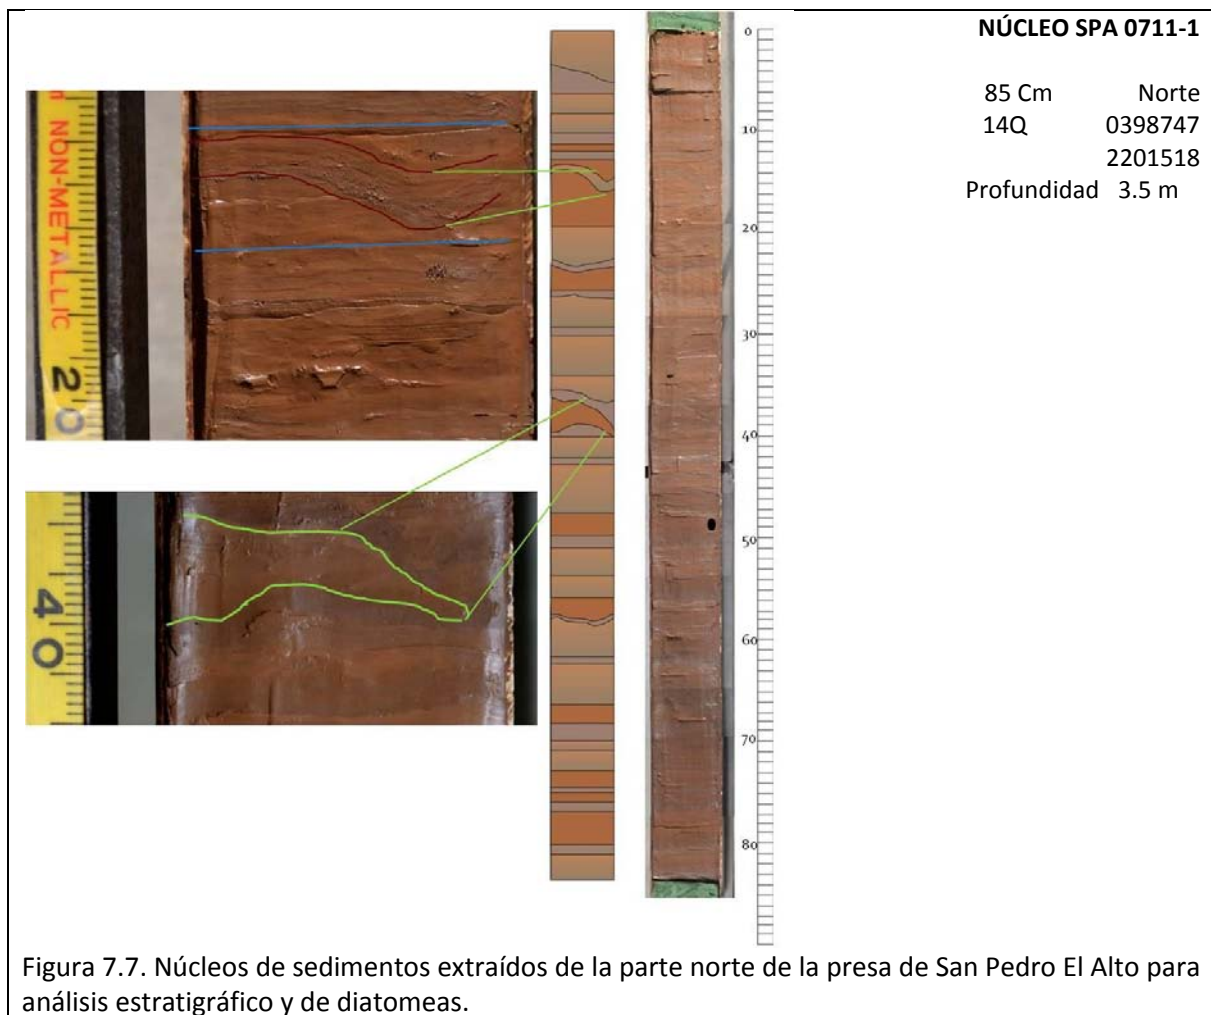 NÚCLEO SPA 0711-1
85 Cm Norte
14Q 0398747
2201518
Profundidad 3.5 m
NON-METALLIC
20
40
0
10
20
30
40
50
60
70
80
Figura 7.7. Núcleos de sedimentos extraídos de la parte norte de la presa de San Pedro El Alto para
análisis estratigráfico y de diatomeas.